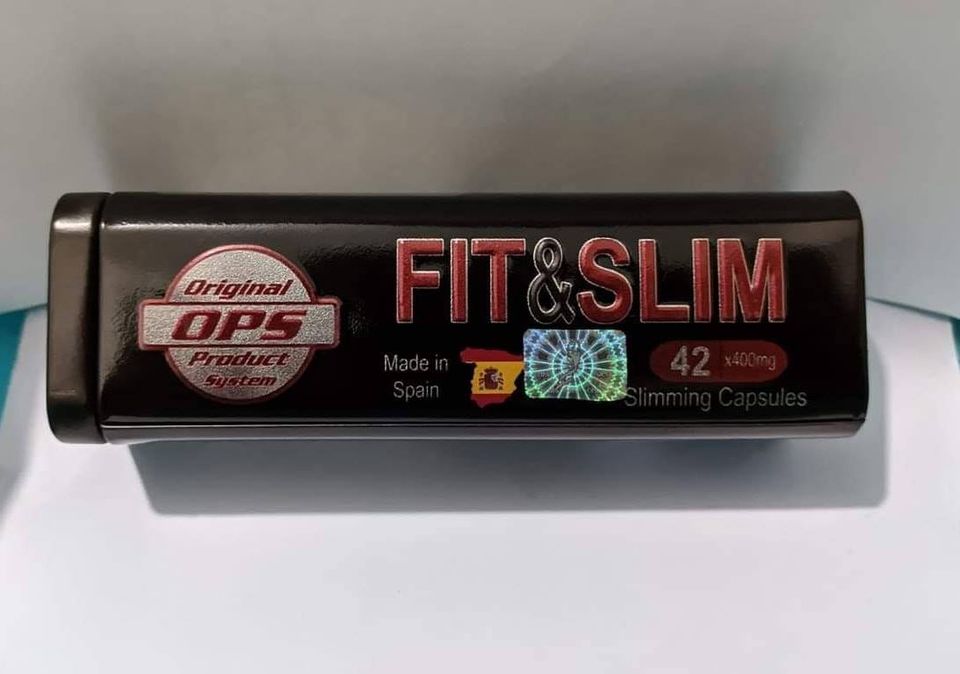 Original
OPS
Product
System
FIT&SLIM
Made in
Spain
42 x400mg
Slimming Capsules